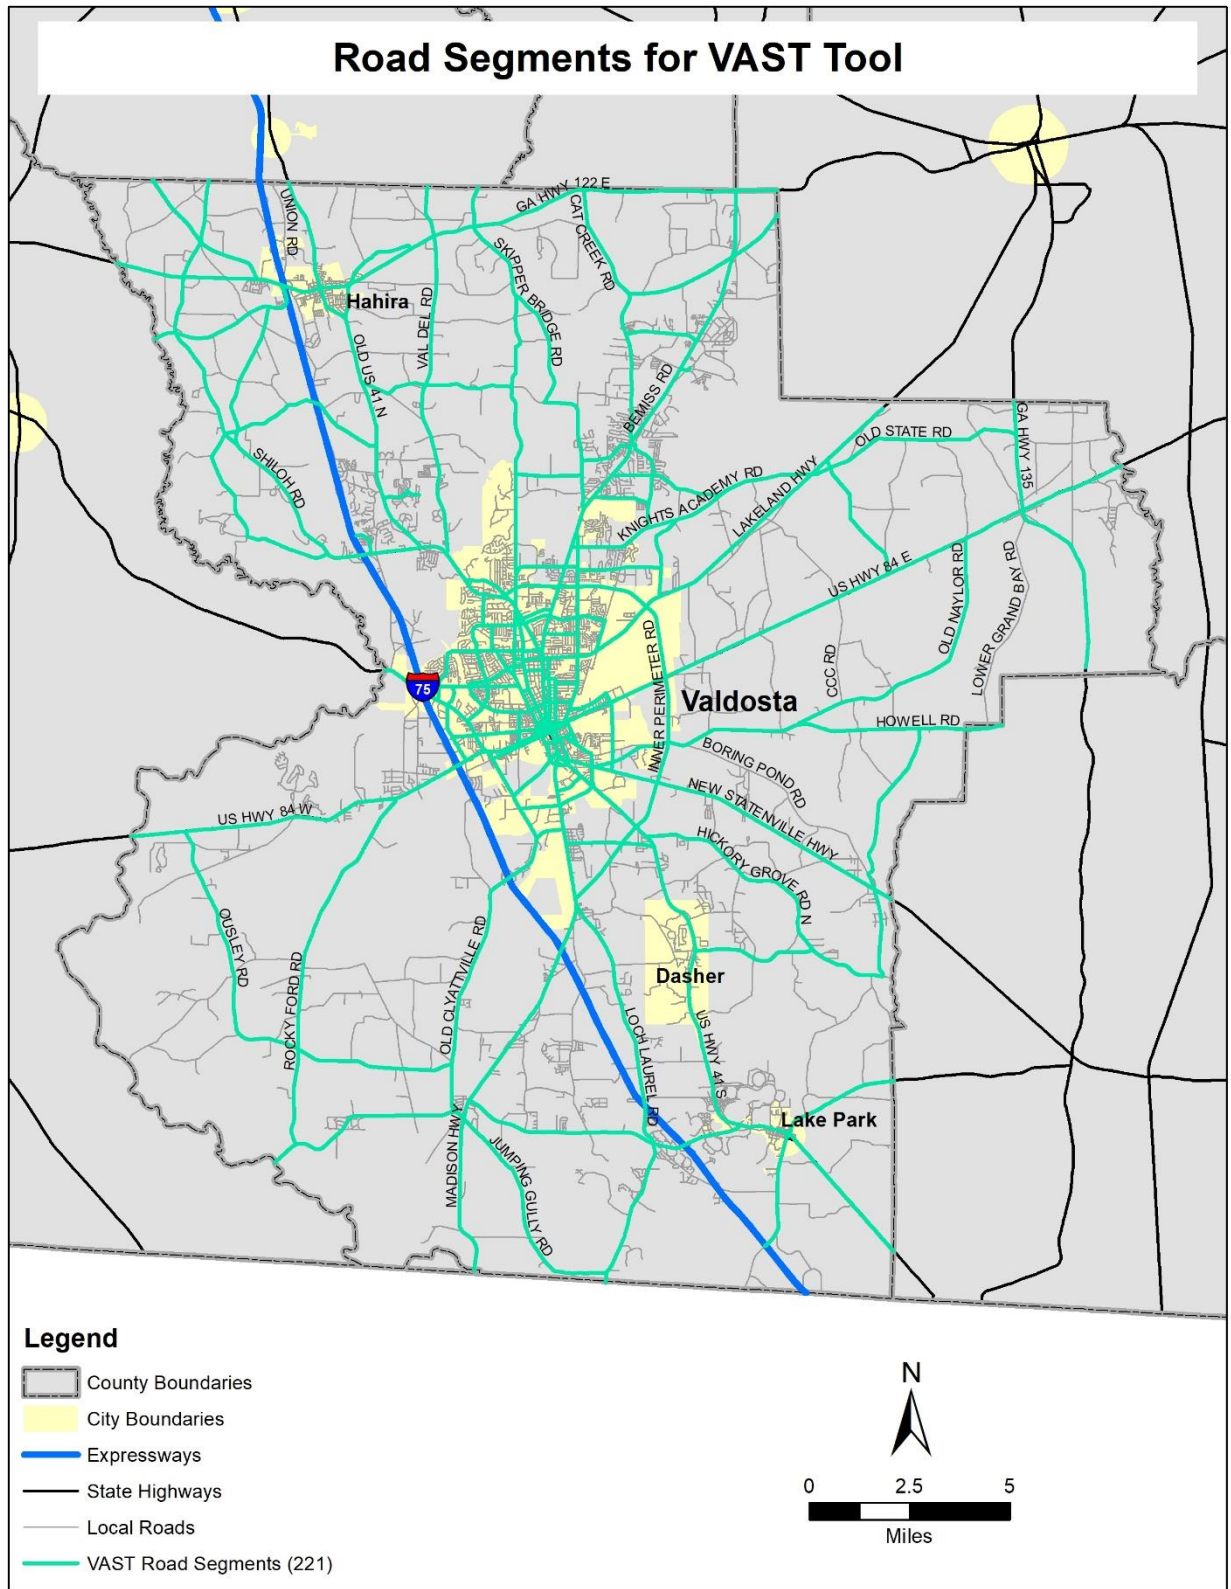 Road Segments for VAST Tool
GA HWY 122 E
UNION RD
CAT CREEK RD
SKIPPER BRIDGE RD
Hahira
VAL DEL RD
OLD US 41 N
BEMISS RD
GA HWY 135
OLD STATE RD
SHILOH RD
KNIGHTS ACADEMY RD
LAKELAND HWY
US HWY 84 E
OLD NAYLOR RD
LOWER GRAND BAY RD
INNER PERIMETER RD
CCC RD
75
Valdosta
HOWELL RD
BORING POND RD
NEW STATENVILLE HWY
US HWY 84 W
HICKORY GROVE RD N
OUSLEY RD
ROCKY FORD RD
OLD CLYATTVILLE RD
Dasher
LOCH LAUREL RD
US HWY 41 S
Lake Park
MADISON HWY
JUMPING GULLY RD
Legend
County Boundaries
City Boundaries
Expressways
State Highways
Local Roads
VAST Road Segments (221)
N
0 2.5 5
Miles